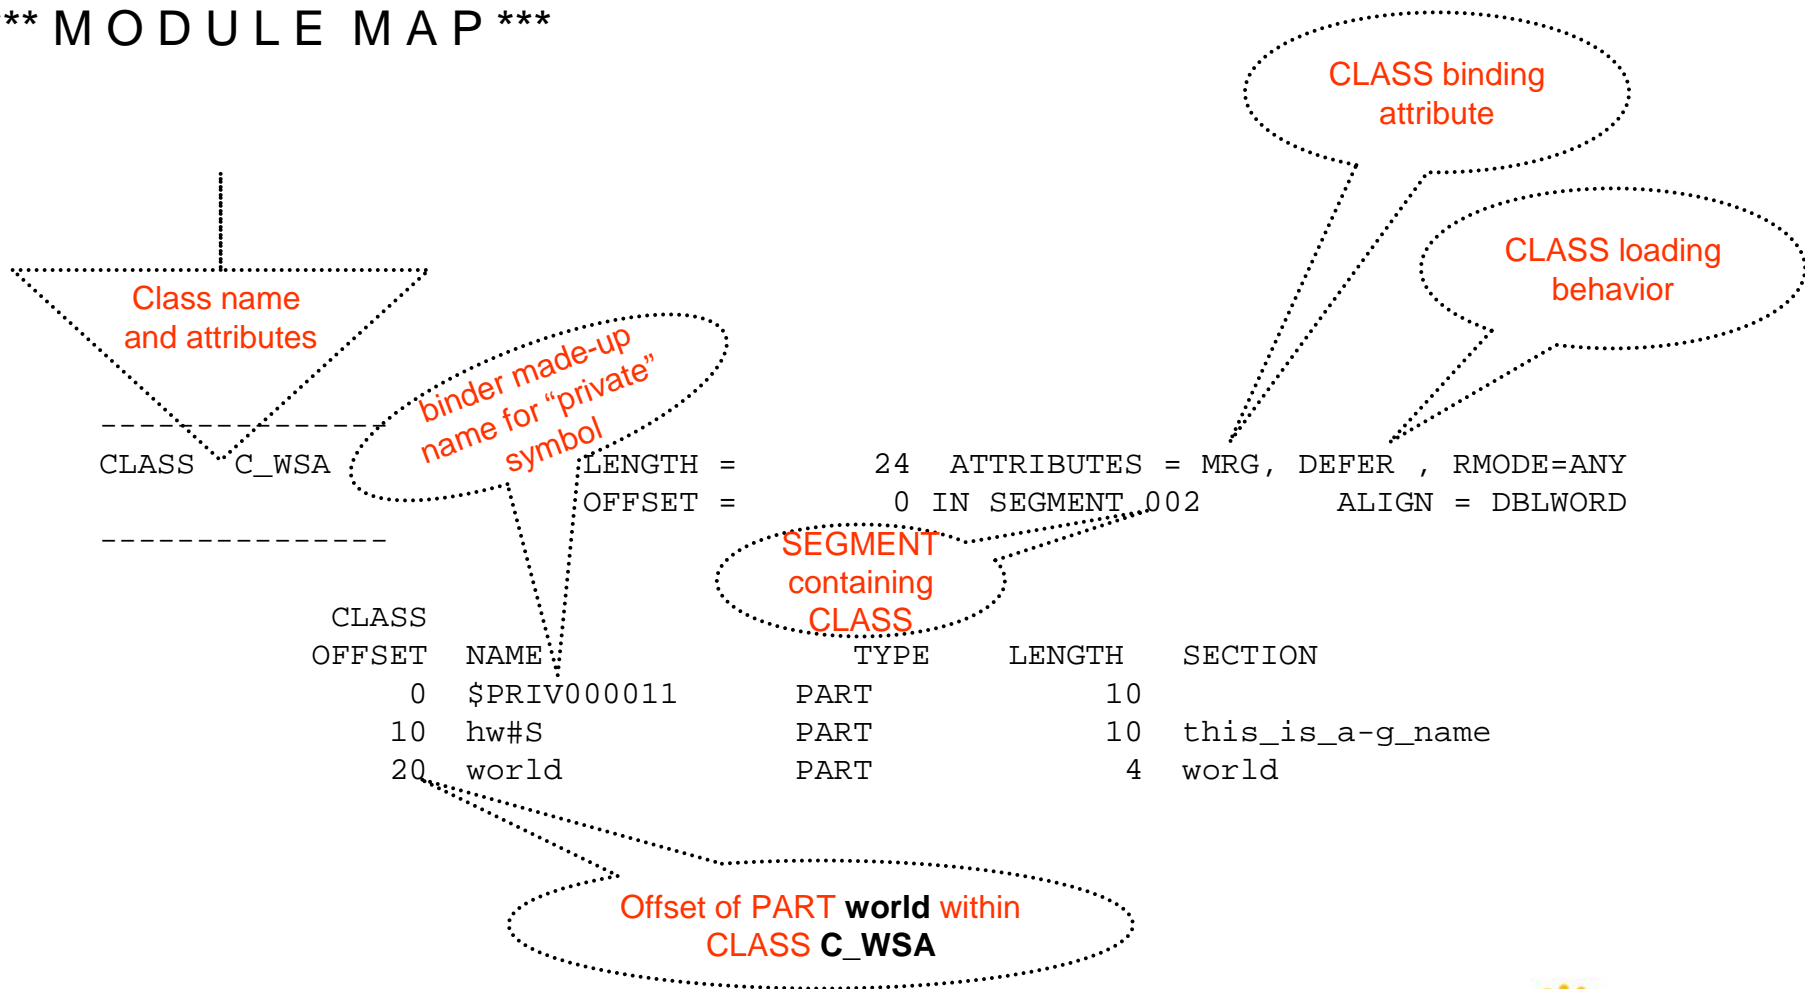 ** M O D U L E M A P ***
CLASS binding
attribute
CLASS loading
behavior
Class name
and attributes
binder made-up
name for “private”
symbol
---------------
CLASS C_WSA LENGTH = 24 ATTRIBUTES = MRG, DEFER , RMODE=ANY
OFFSET = 0 IN SEGMENT 002 ALIGN = DBLWORD
---------------
SEGMENT
containing
CLASS
CLASS
OFFSET NAME TYPE LENGTH SECTION
0 $PRIV000011 PART 10
10 hw#S PART 10 this_is_a-g_name
20 world PART 4 world
Offset of PART world within
CLASS C_WSA